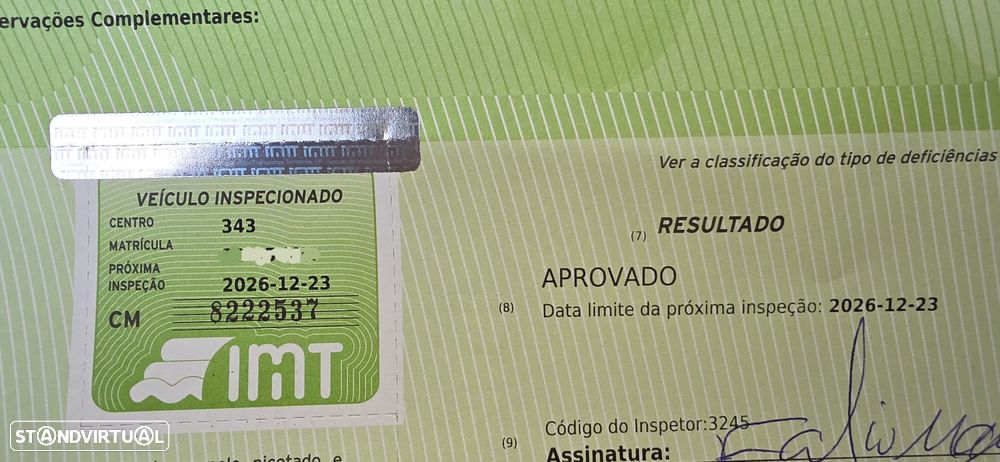 ervações Complementares:
Ver a classificação do tipo de deficiências
VEÍCULO INSPECIONADO
CENTRO 343
MATRÍCULA
PRÓXIMA
INSPEÇÃO 2026-12-23
CM 8222537
IMT
(7) RESULTADO
APROVADO
(8) Data limite da próxima inspeção: 2026-12-23
(9) Código do Inspetor:3245
Assinatura:
picotado e
STANDVIRTUAL